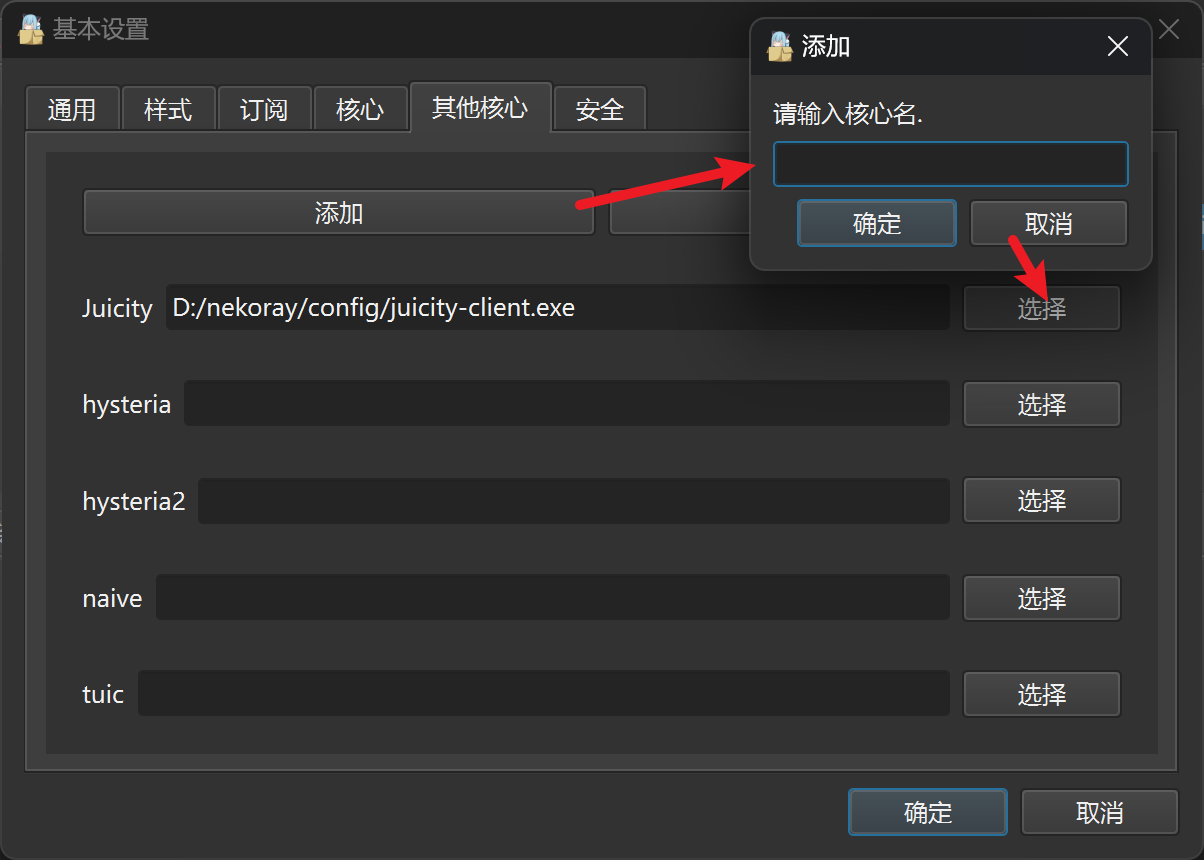 基本设置
添加
请输入核心名.
确定
取消
通用
样式
订阅
核心
其他核心
安全
添加
Juicity
D:/nekoray/config/juicity-client.exe
选择
hysteria
选择
hysteria2
选择
naive
选择
tuic
选择
确定
取消